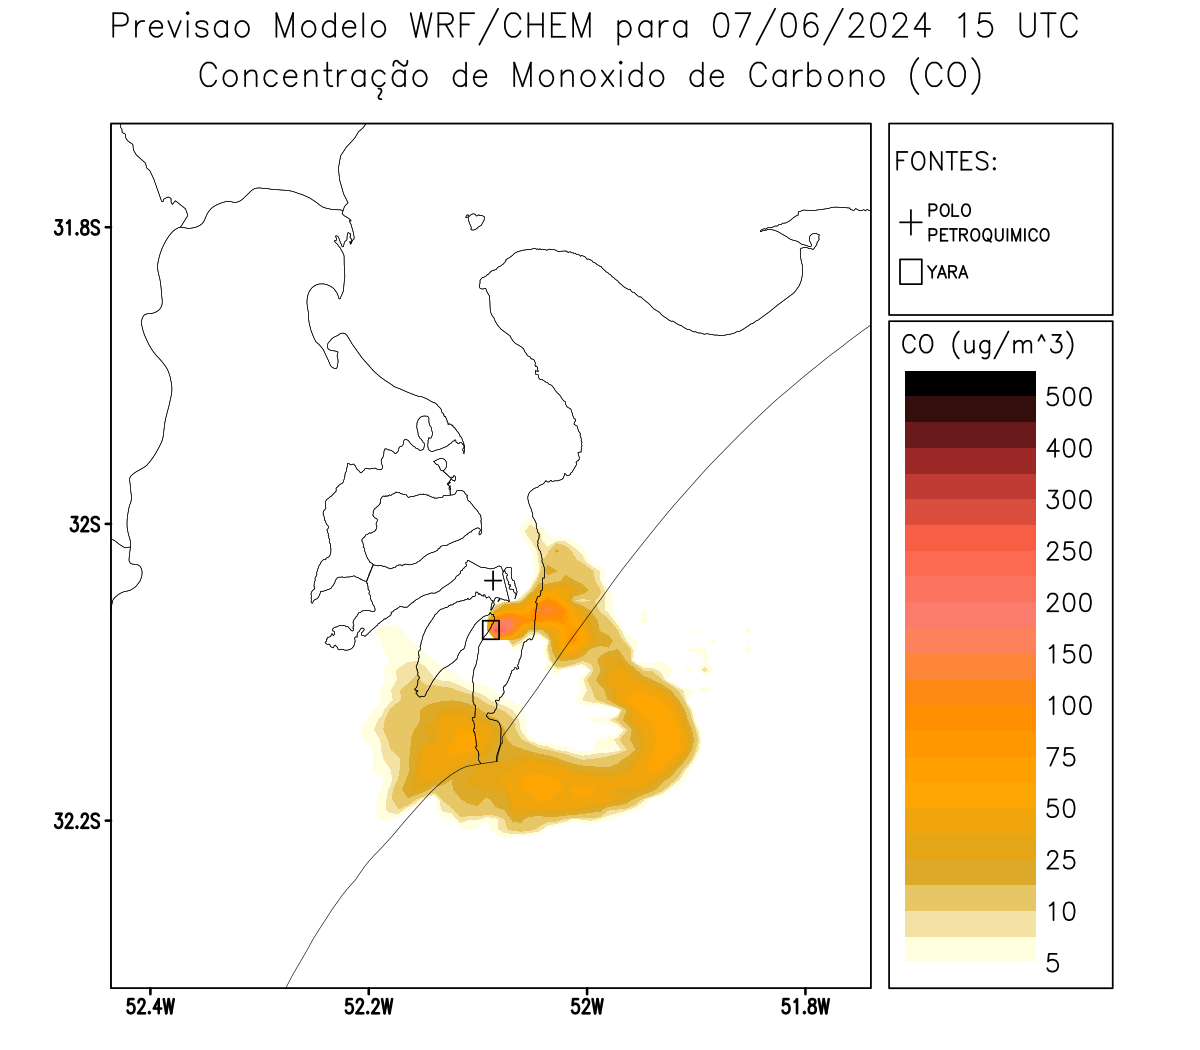 Previsao Modelo WRF/CHEM para 07/06/2024 15 UTC
Concentração de Monoxido de Carbono (CO)
FONTES:
POLO
PETROQUIMICO
YARA
CO (ug/m^3)
500
400
300
250
200
150
100
75
50
25
10
5
31.8S
32S
32.2S
52.4W
52.2W
52W
51.8W